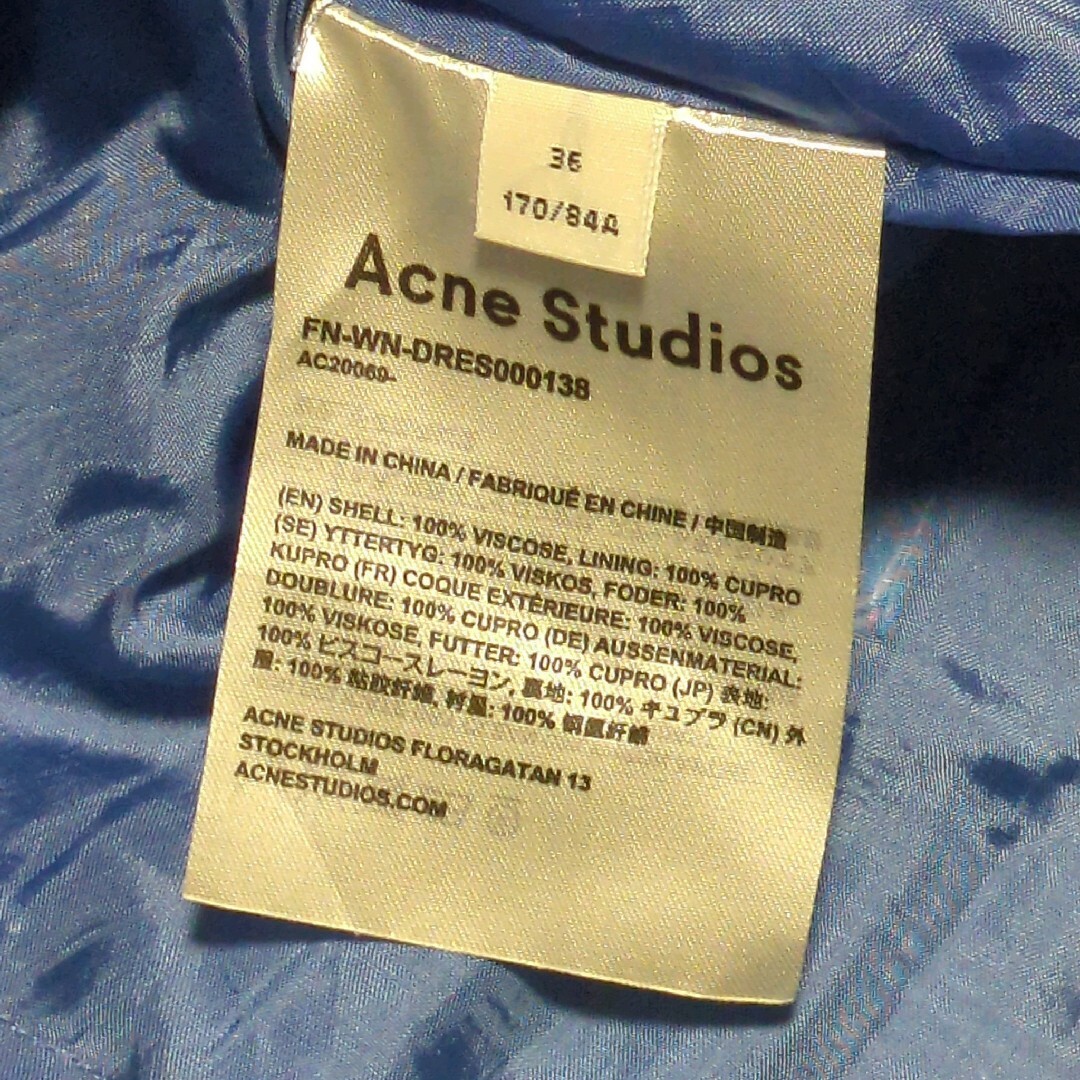 36
170/84A
Acne Studios
FN-WN-DRES000138
AC20060-
MADE IN CHINA / FABRIQUÉ EN CHINE / 中国制造
(EN) SHELL: 100% VISCOSE, LINING: 100% CUPRO
(SE) YTTERTYG: 100% VISKOS, FODER: 100%
KUPRO (FR) COQUE EXTÉRIEURE: 100% VISCOSE,
DOUBLURE: 100% CUPRO (DE) AUSSENMATERIAL:
100% VISKOSE, FUTTER: 100% CUPRO (JP) 表地:
100% ビスコースレーヨン, 裏地: 100% キュプラ (CN) 外
层: 100% 粘胶纤维, 衬里: 100% 铜氨纤维
ACNE STUDIOS FLORAGATAN 13
STOCKHOLM
ACNESTUDIOS.COM